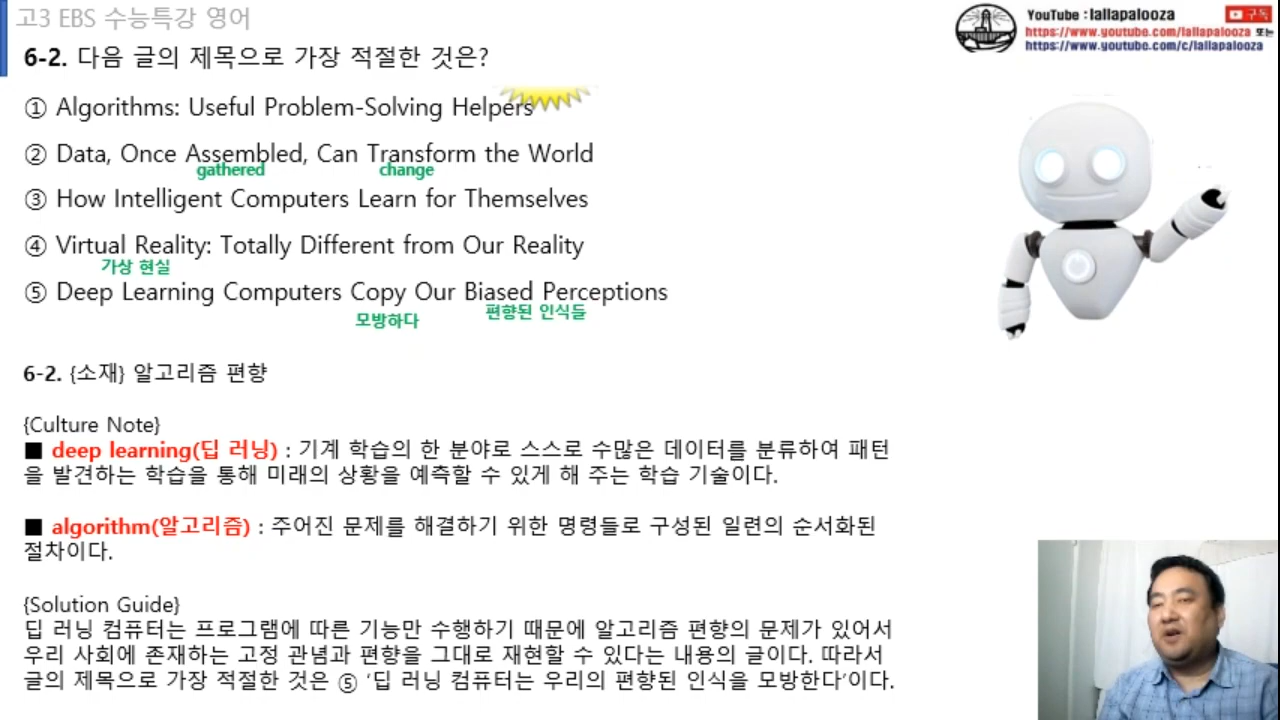 고3 EBS 수능특강 영어
YouTube : lallapalooza
구독
https://www.youtube.com/lallapalooza 또는
https://www.youtube.com/c/lallapalooza
6-2. 다음 글의 제목으로 가장 적절한 것은?
① Algorithms: Useful Problem-Solving Helpers
② Data, Once Assembled, Can Transform the World
gathered change
③ How Intelligent Computers Learn for Themselves
④ Virtual Reality: Totally Different from Our Reality
가상 현실
⑤ Deep Learning Computers Copy Our Biased Perceptions
모방하다 편향된 인식들
6-2. {소재} 알고리즘 편향
{Culture Note}
■ deep learning(딥 러닝) : 기계 학습의 한 분야로 스스로 수많은 데이터를 분류하여 패턴
을 발견하는 학습을 통해 미래의 상황을 예측할 수 있게 해 주는 학습 기술이다.
■ algorithm(알고리즘) : 주어진 문제를 해결하기 위한 명령들로 구성된 일련의 순서화된
절차이다.
{Solution Guide}
딥 러닝 컴퓨터는 프로그램에 따른 기능만 수행하기 때문에 알고리즘 편향의 문제가 있어서
우리 사회에 존재하는 고정 관념과 편향을 그대로 재현할 수 있다는 내용의 글이다. 따라서
글의 제목으로 가장 적절한 것은 ⑤ '딥 러닝 컴퓨터는 우리의 편향된 인식을 모방한다'이다.